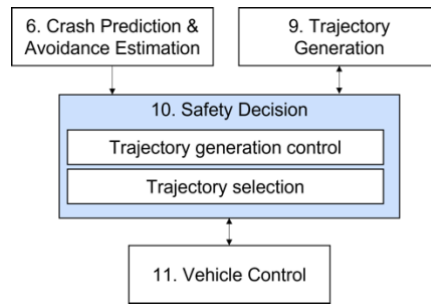 6. Crash Prediction &
Avoidance Estimation
9. Trajectory
Generation
10. Safety Decision
Trajectory generation control
Trajectory selection
11. Vehicle Control